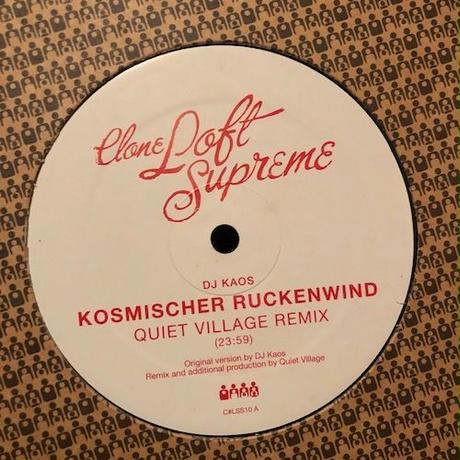 Clone Loft
Supreme
DJ KAOS
KOSMISCHER RUCKENWIND
QUIET VILLAGE REMIX
(23:59)
Original version by DJ Kaos
Remix and additional production by Quiet Village
C#LSS10 A